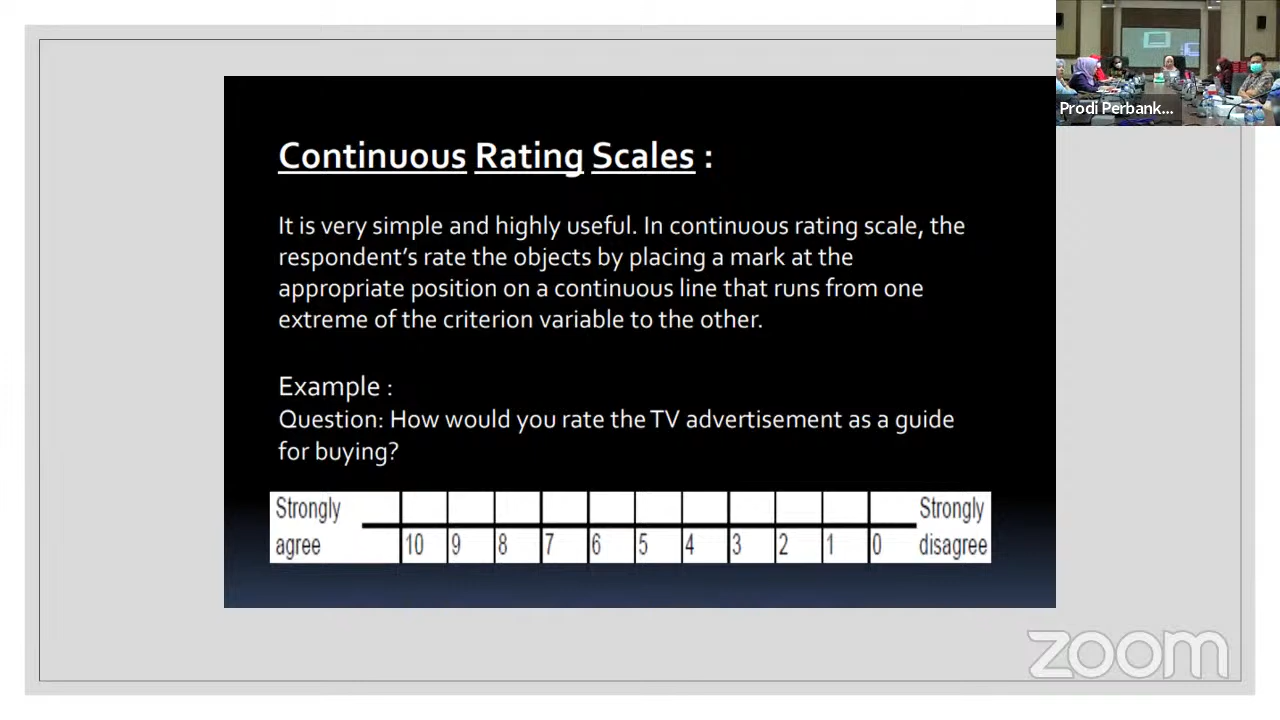 Prodi Perbank...
Continuous Rating Scales :
It is very simple and highly useful. In continuous rating scale, the
respondent's rate the objects by placing a mark at the
appropriate position on a continuous line that runs from one
extreme of the criterion variable to the other.
Example :
Question: How would you rate the TV advertisement as a guide
for buying?
Strongly Strongly
agree 10 9 8 7 6 5 4 3 2 1 0 disagree
zoom